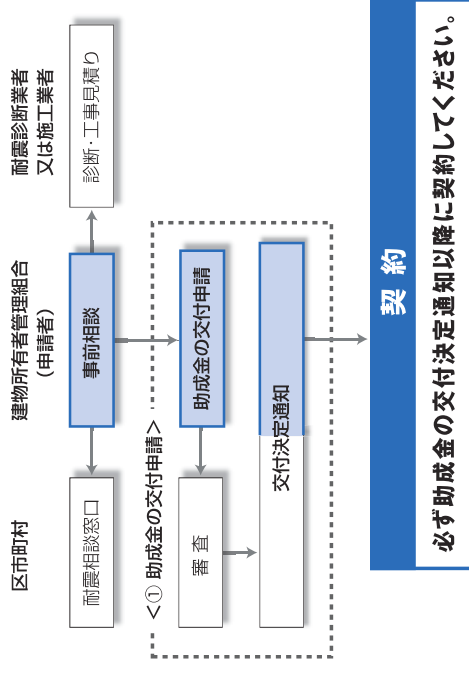 区市町村
建物所有者管理組合
(申請者)
耐震診断業者
又は施工業者
耐震相談窓口
事前相談
診断・工事見積り
<① 助成金の交付申請>
審査
助成金の交付申請
交付決定通知
契約
必ず助成金の交付決定通知以降に契約してください。